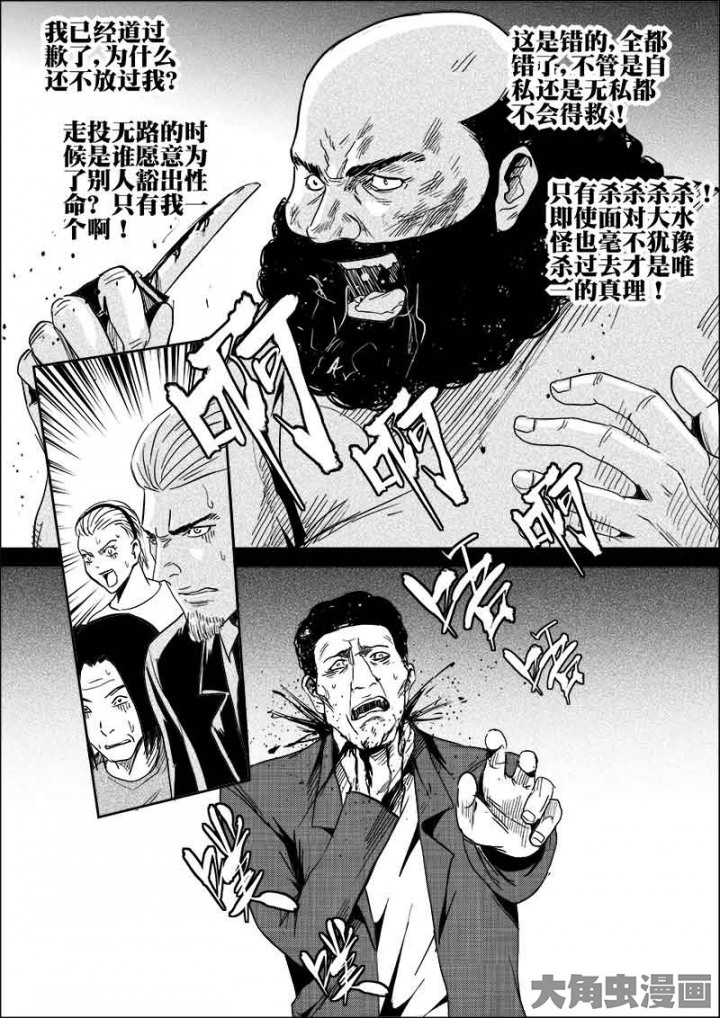 我已经道过
歉了,为什么
还不放过我?
走投无路的时
候是谁愿意为
了别人豁出性
命?只有我一
个啊!
这是错的,全都
错了,不管是自
私还是无私都
不会得救!
只有杀杀杀杀!
即使面对大水
怪也毫不犹豫
杀过去才是唯
一的真理!
啊
啊
啊
噗
噗
大角虫漫画